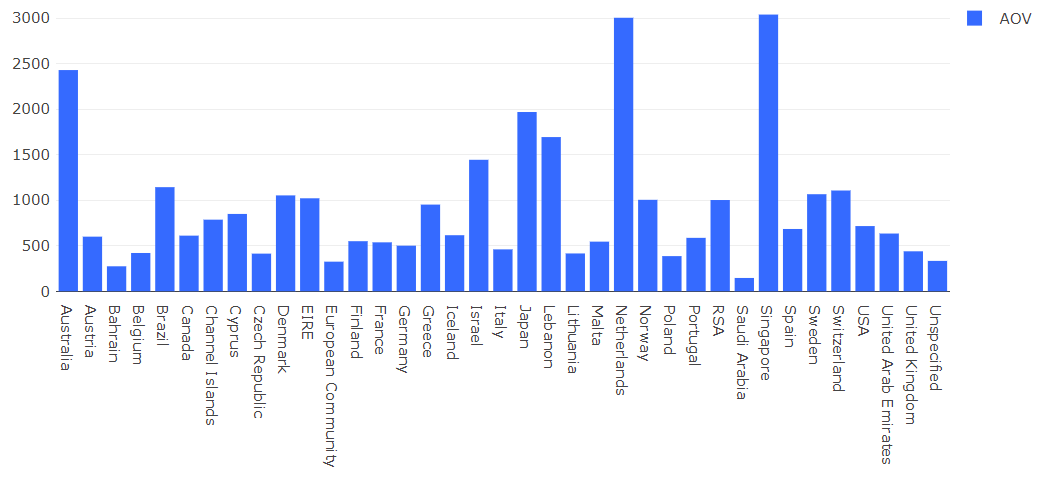 3000
2500
2000
1500
1000
500
0
Australia
Austria
Bahrain
Belgium
Brazil
Canada
Channel Islands
Cyprus
Czech Republic
Denmark
EIRE
European Community
Finland
France
Germany
Greece
Iceland
Israel
Italy
Japan
Lebanon
Lithuania
Malta
Netherlands
Norway
Poland
Portugal
RSA
Saudi Arabia
Singapore
Spain
Sweden
Switzerland
USA
United Arab Emirates
United Kingdom
Unspecified
AOV